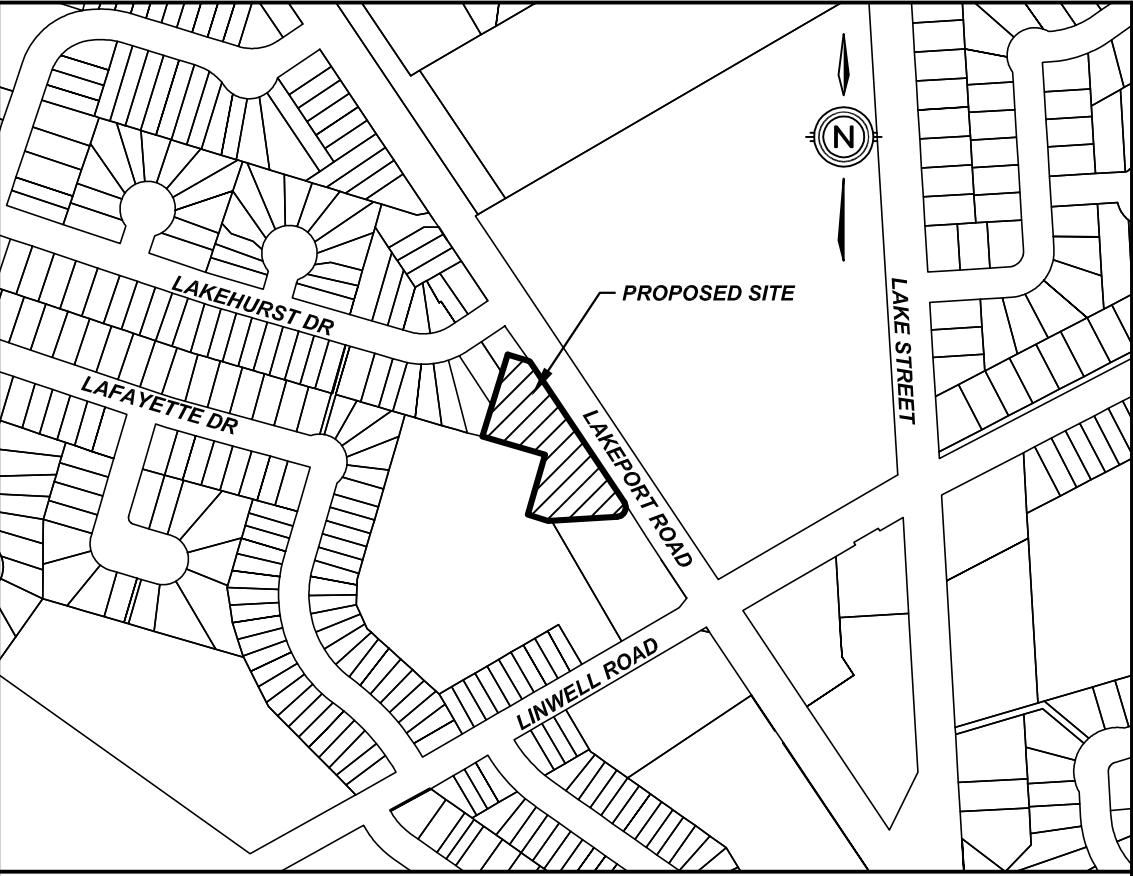 N
PROPOSED SITE
LAKEHURST DR
LAKE STREET
LAFAYETTE DR
LAKEPORT ROAD
LINWELL ROAD